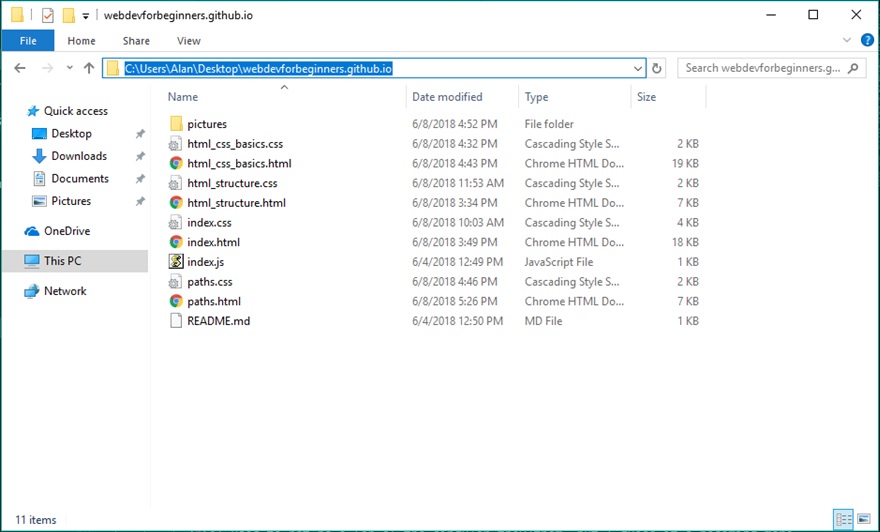 webdevforbeginners.github.io
File Home Share View
C:\Users\Alan\Desktop\webdevforbeginners.github.io Search webdevforbeginners.g...
Name Date modified Type Size
Quick access
Desktop
Downloads
Documents
Pictures
OneDrive
This PC
Network
pictures 6/8/2018 4:52 PM File folder
html_css_basics.css 6/8/2018 4:32 PM Cascading Style S... 2 KB
html_css_basics.html 6/8/2018 4:43 PM Chrome HTML Do... 19 KB
html_structure.css 6/8/2018 11:53 AM Cascading Style S... 2 KB
html_structure.html 6/8/2018 3:34 PM Chrome HTML Do... 7 KB
index.css 6/8/2018 10:03 AM Cascading Style S... 4 KB
index.html 6/8/2018 3:49 PM Chrome HTML Do... 18 KB
index.js 6/4/2018 12:49 PM JavaScript File 1 KB
paths.css 6/8/2018 4:46 PM Cascading Style S... 2 KB
paths.html 6/8/2018 5:26 PM Chrome HTML Do... 7 KB
README.md 6/4/2018 12:50 PM MD File 1 KB
11 items